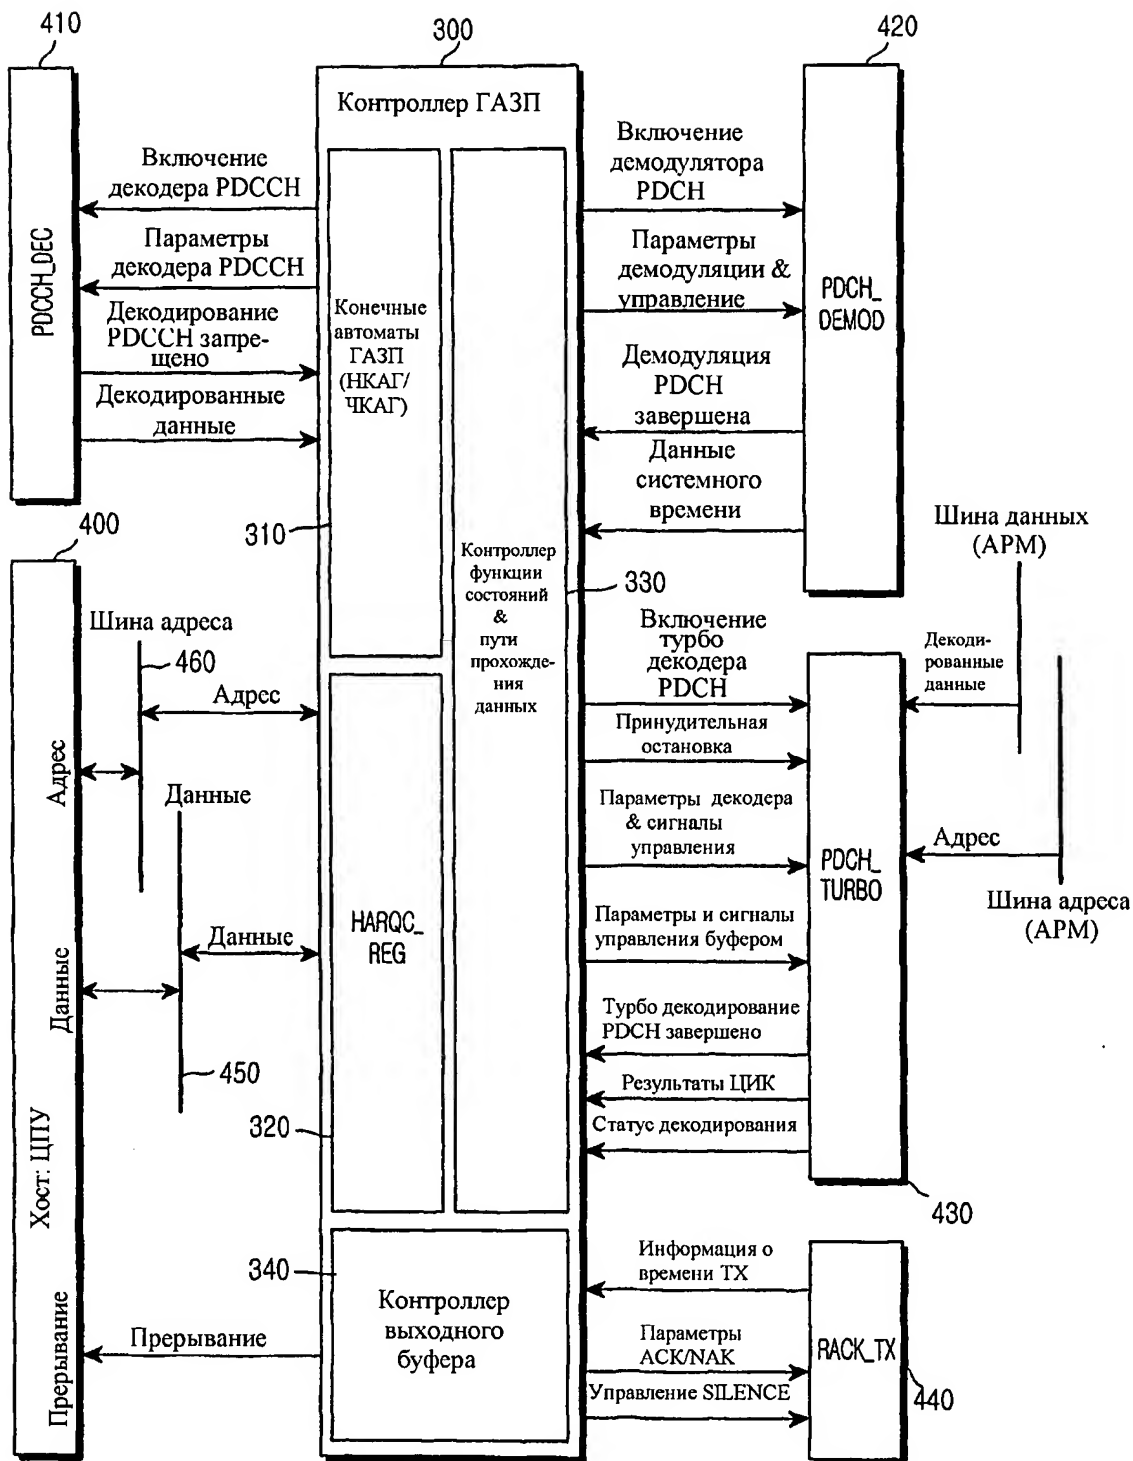 410
300
420
Контроллер ГАЗП
Включение
декодера PDCCH
Параметры
декодера PDCCH
Декодирование
PDCCH запре-
щено
Декодированные
данные
PDCCH_DEC
Конечные
автоматы
ГАЗП
(НКАГ/
ЧКАГ)
310
Включение
демодулятора
PDCH
Параметры
демодуляции &
управление
Демодуляция
PDCH
завершена
Данные
системного
времени
PDCH_
DEMOD
400
Шина адреса
460
Адрес
Адрес
Данные
Данные
Данные
450
Хост: ЦПУ
Прерывание
Прерывание
Контроллер
функции
состояний
&
пути
прохожде-
ния
данных
330
HARQC_
REG
320
340
Контроллер
выходного
буфера
Шина данных
(АРМ)
Включение
турбо
декодера
PDCH
Принудительная
остановка
Параметры декодера
& сигналы
управления
Параметры и сигналы
управления буфером
Турбо декодирование
PDCH завершено
Результаты ЦИК
Статус декодирования
PDCH_
TURBO
Декоди-
рованные
данные
Адрес
Шина адреса
(АРМ)
430
Информация о
времени TX
Параметры
ACK/NAK
Управление SILENCE
RACK_TX
440